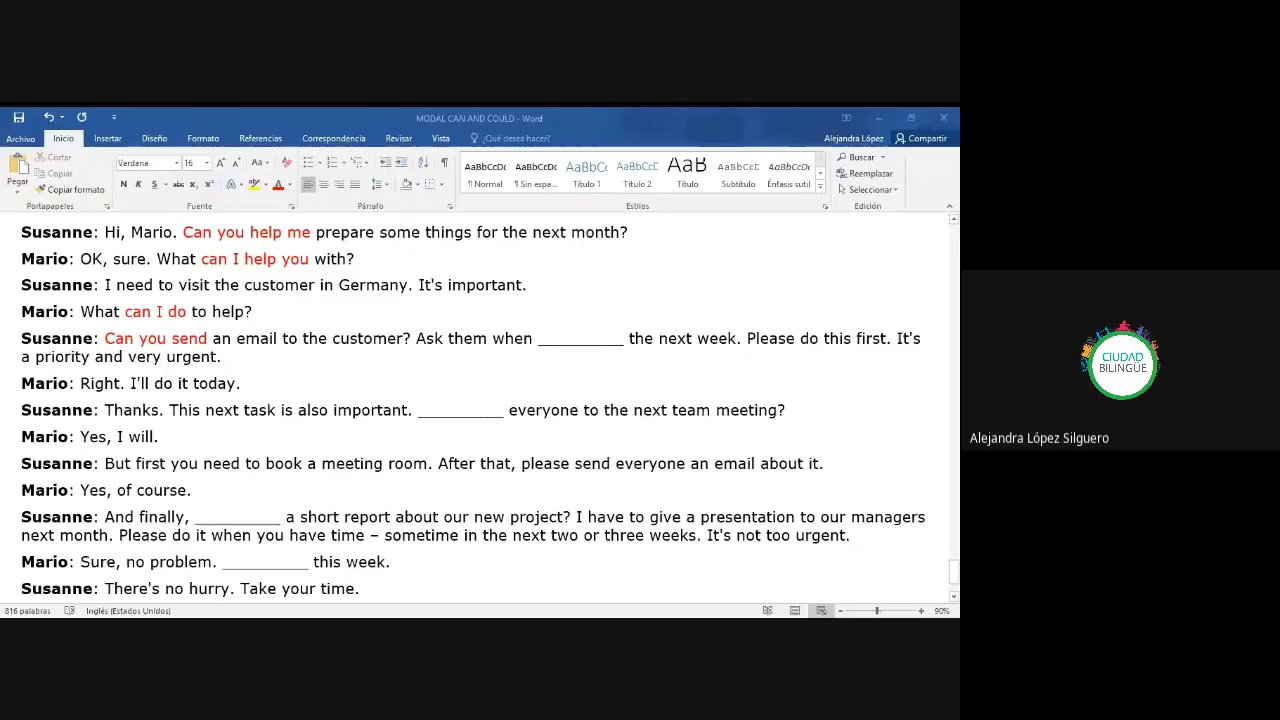 MODAL CAN AND COULD - Word
Archivo Inicio Insertar Diseño Formato Referencias Correspondencia Revisar Vista ¿Qué desea hacer? Alejandra López Compartir
Pegar
Cortar
Copiar
Copiar formato
Portapapeles
Verdana 16
N K S abc x₂ x²
Fuente
Párrafo
AaBbCcDc AaBbCcDc AaBbCc AaBbCcD AaB AaBbCcD AaBbCcDc
¶ Normal ¶ Sin espa... Título 1 Título 2 Título Subtítulo Énfasis sutil
Estilos
Buscar
Reemplazar
Seleccionar
Edición
Susanne: Hi, Mario. Can you help me prepare some things for the next month?
Mario: OK, sure. What can I help you with?
Susanne: I need to visit the customer in Germany. It's important.
Mario: What can I do to help?
Susanne: Can you send an email to the customer? Ask them when __________ the next week. Please do this first. It's
a priority and very urgent.
Mario: Right. I'll do it today.
Susanne: Thanks. This next task is also important. __________ everyone to the next team meeting?
Mario: Yes, I will.
Susanne: But first you need to book a meeting room. After that, please send everyone an email about it.
Mario: Yes, of course.
Susanne: And finally, __________ a short report about our new project? I have to give a presentation to our managers
next month. Please do it when you have time – sometime in the next two or three weeks. It's not too urgent.
Mario: Sure, no problem. __________ this week.
Susanne: There's no hurry. Take your time.
816 palabras Inglés (Estados Unidos) 90%
CIUDAD
BILINGÜE
Alejandra López Silguero